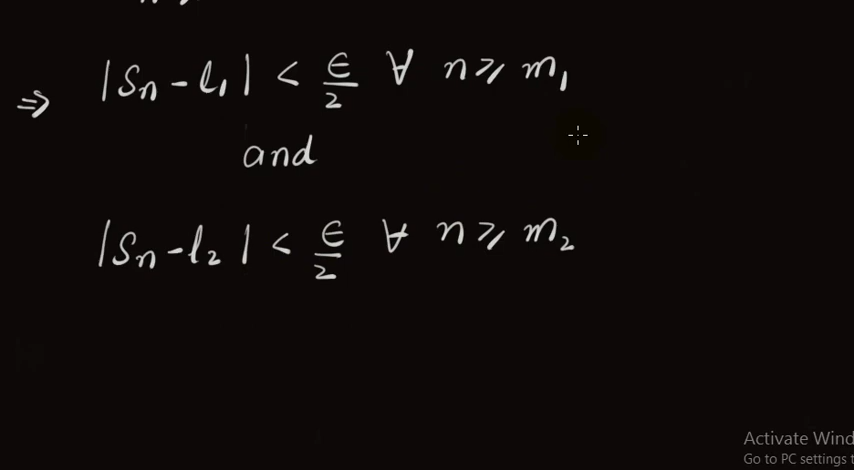 ⇒ |Sn - l1| < ε/2 ∀ n ⩾ m1
and
|Sn - l2| < ε/2 ∀ n ⩾ m2
Activate Wind
Go to PC settings t